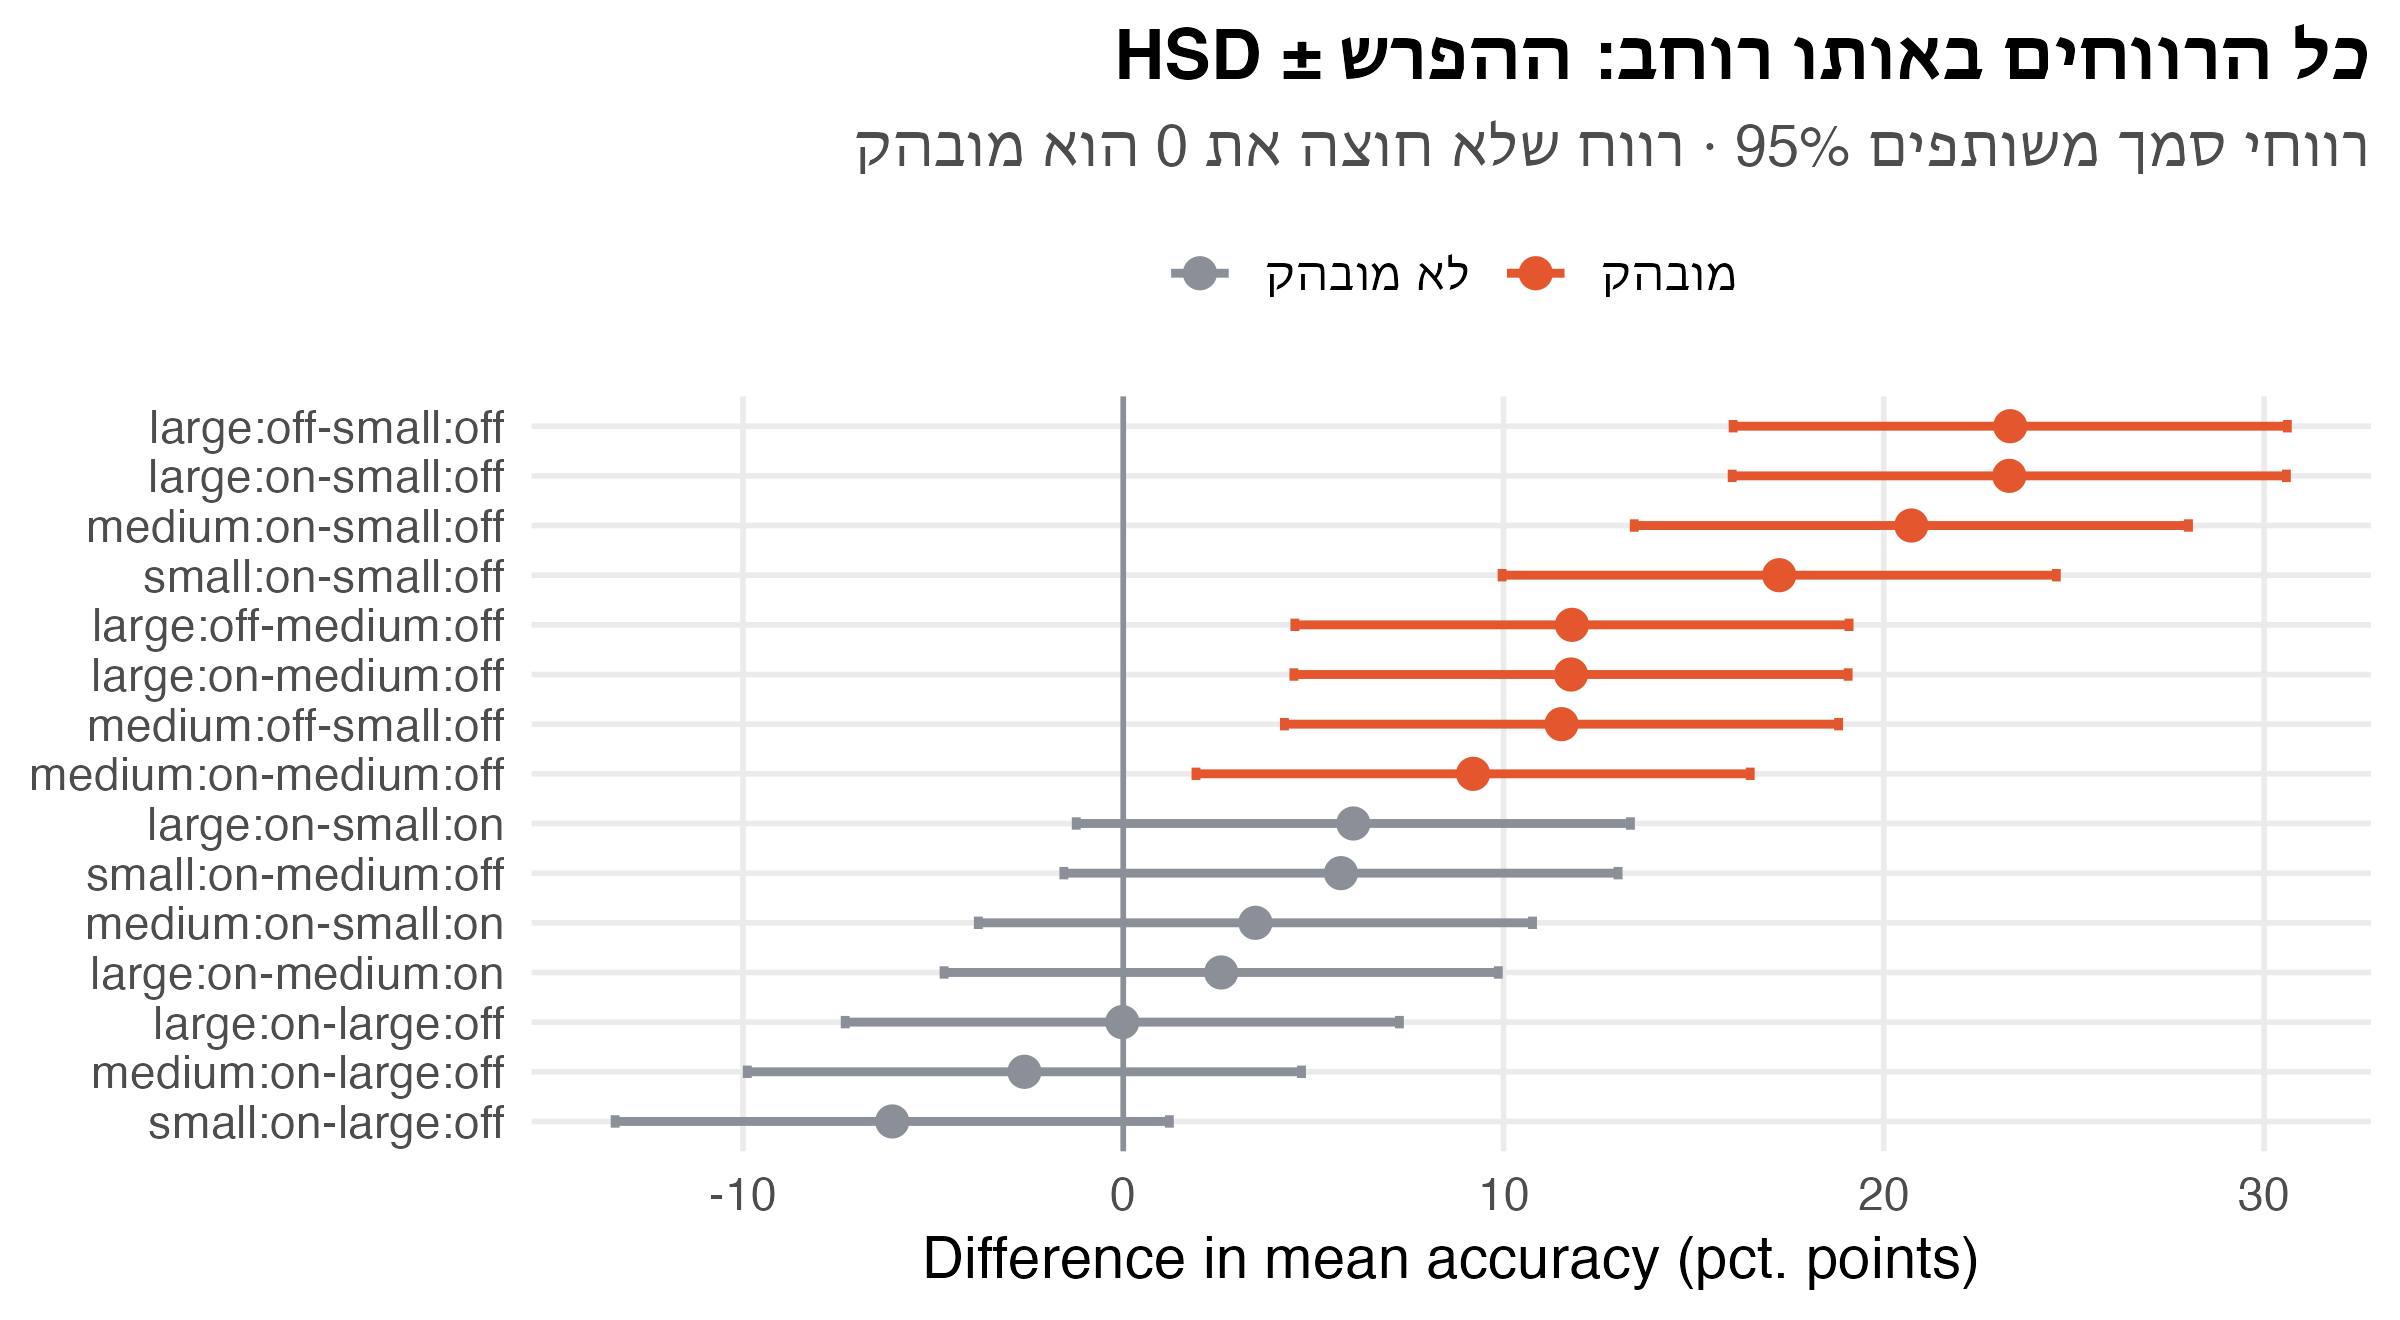 כל הרווחים באותו רוחב: ההפרש ± HSD
רווחי סמך משותפים 95% · רווח שלא חוצה את 0 הוא מובהק
מובהק
לא מובהק
large:off-small:off
large:on-small:off
medium:on-small:off
small:on-small:off
large:off-medium:off
large:on-medium:off
medium:off-small:off
medium:on-medium:off
large:on-small:on
small:on-medium:off
medium:on-small:on
large:on-medium:on
large:on-large:off
medium:on-large:off
small:on-large:off
-10 0 10 20 30
Difference in mean accuracy (pct. points)